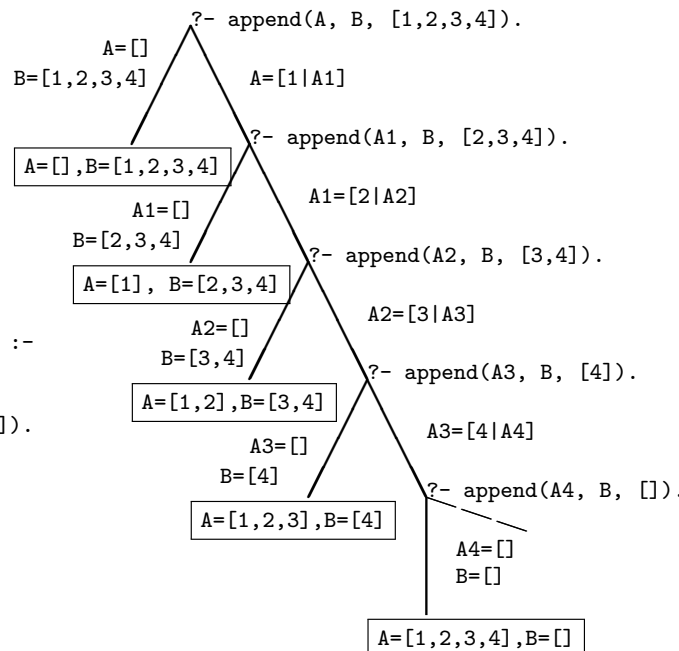 ?- append(A, B, [1,2,3,4]).
A=[]
B=[1,2,3,4]
A=[1|A1]
?- append(A1, B, [2,3,4]).
A=[],B=[1,2,3,4]
A1=[]
B=[2,3,4]
A1=[2|A2]
?- append(A2, B, [3,4]).
A=[1], B=[2,3,4]
A2=[]
B=[3,4]
A2=[3|A3]
:-
?- append(A3, B, [4]).
A=[1,2],B=[3,4]
]).
A3=[]
B=[4]
A3=[4|A4]
?- append(A4, B, []).
A=[1,2,3],B=[4]
A4=[]
B=[]
A=[1,2,3,4],B=[]